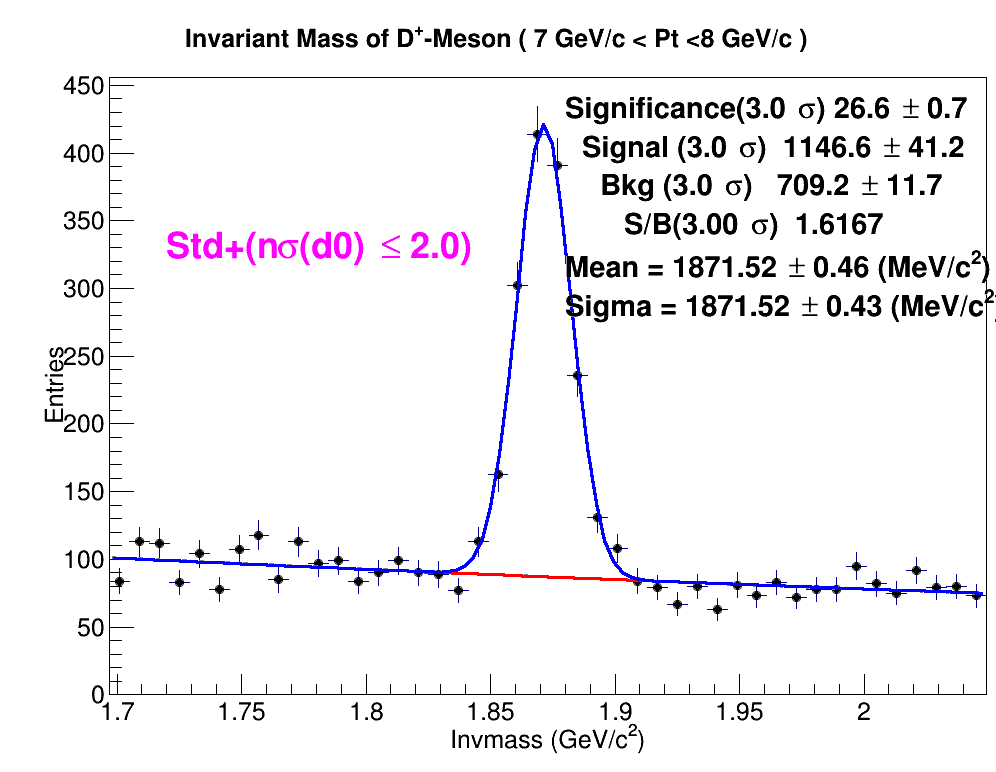 Invariant Mass of D⁺-Meson ( 7 GeV/c < Pt <8 GeV/c )
Significance(3.0 σ) 26.6 ± 0.7
Signal (3.0 σ) 1146.6 ± 41.2
Bkg (3.0 σ) 709.2 ± 11.7
S/B(3.00 σ) 1.6167
Mean = 1871.52 ± 0.46 (MeV/c²)
Sigma = 1871.52 ± 0.43 (MeV/c²)
Std+(nσ(d0) ≤ 2.0)
Entries
450
400
350
300
250
200
150
100
50
0
1.7 1.75 1.8 1.85 1.9 1.95 2
Invmass (GeV/c²)